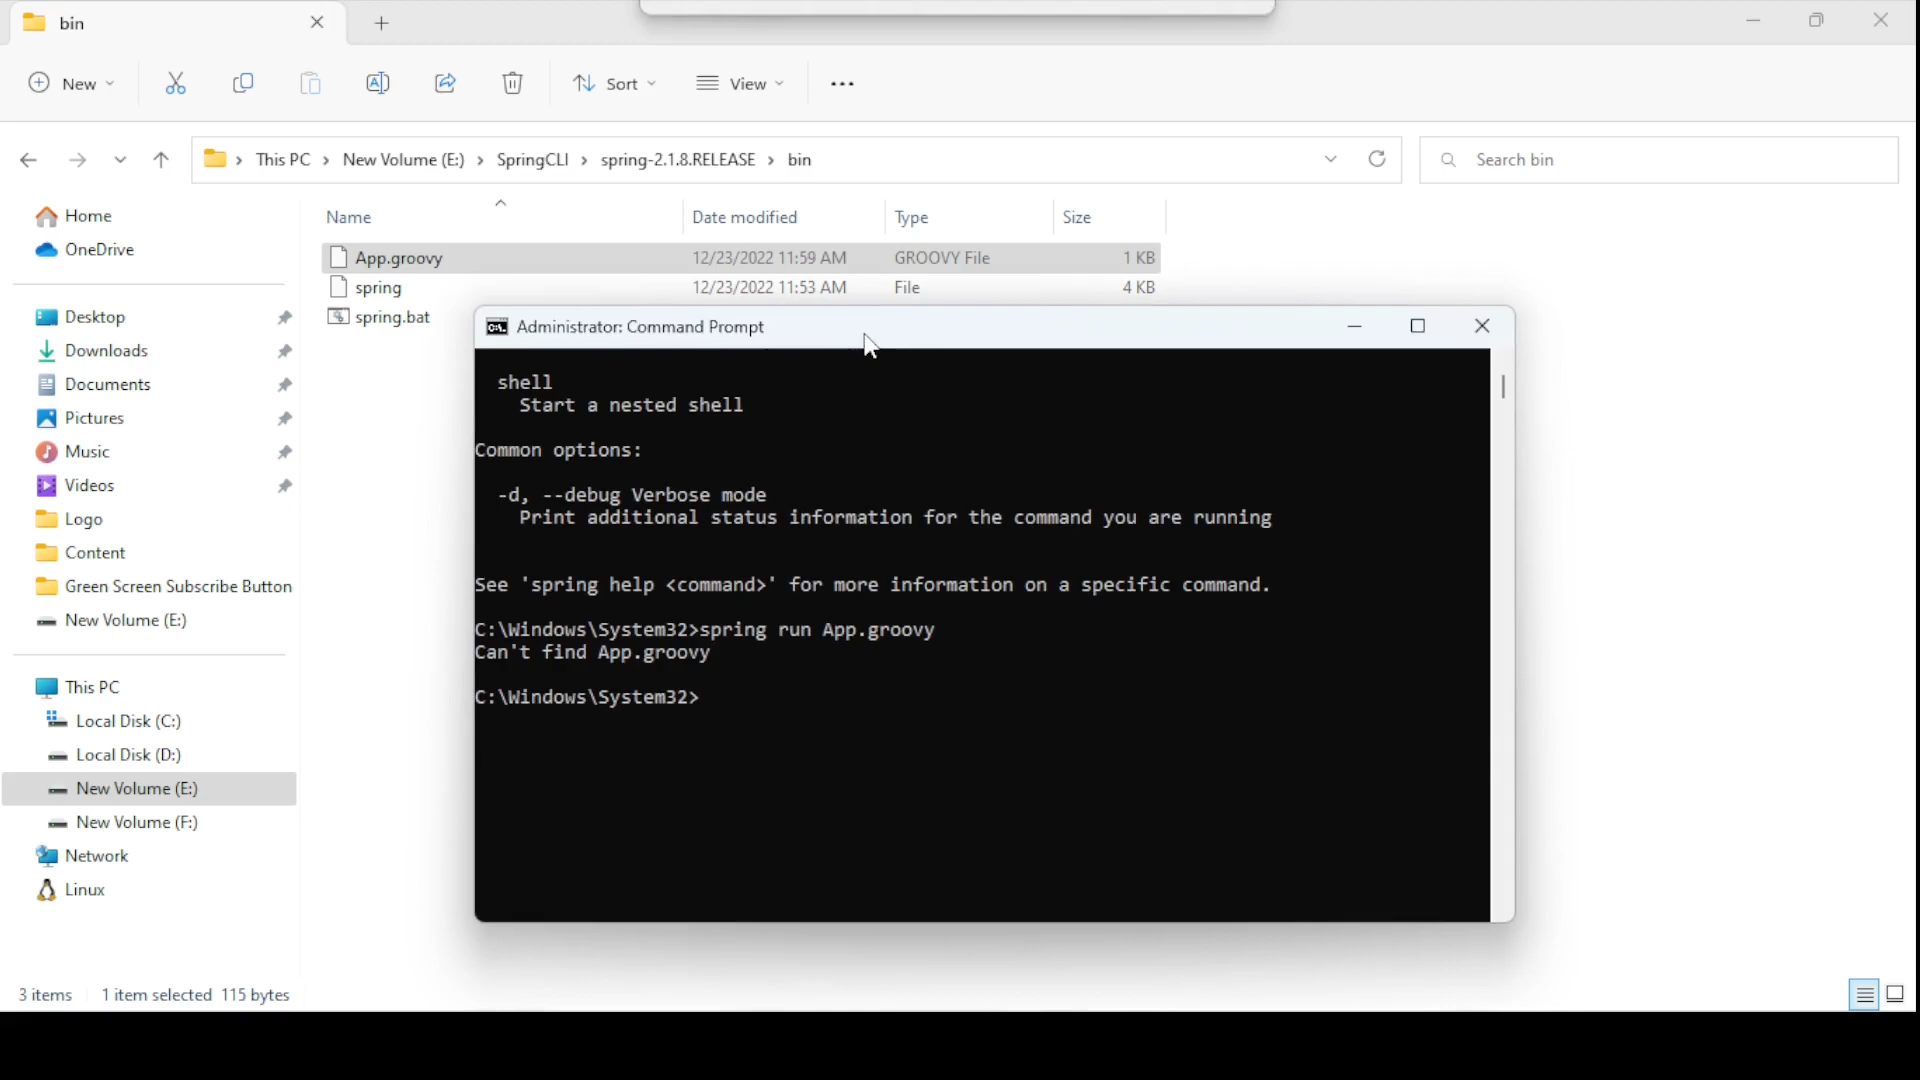 bin
New
Sort
View
This PC > New Volume (E:) > SpringCLI > spring-2.1.8.RELEASE > bin
Search bin
Home
OneDrive
Desktop
Downloads
Documents
Pictures
Music
Videos
Logo
Content
Green Screen Subscribe Button
New Volume (E:)
This PC
Local Disk (C:)
Local Disk (D:)
New Volume (E:)
New Volume (F:)
Network
Linux
Name Date modified Type Size
App.groovy 12/23/2022 11:59 AM GROOVY File 1 KB
spring 12/23/2022 11:53 AM File 4 KB
spring.bat
Administrator: Command Prompt
shell
Start a nested shell
Common options:
-d, --debug Verbose mode
Print additional status information for the command you are running
See 'spring help <command>' for more information on a specific command.
C:\Windows\System32>spring run App.groovy
Can't find App.groovy
C:\Windows\System32>
3 items 1 item selected 115 bytes